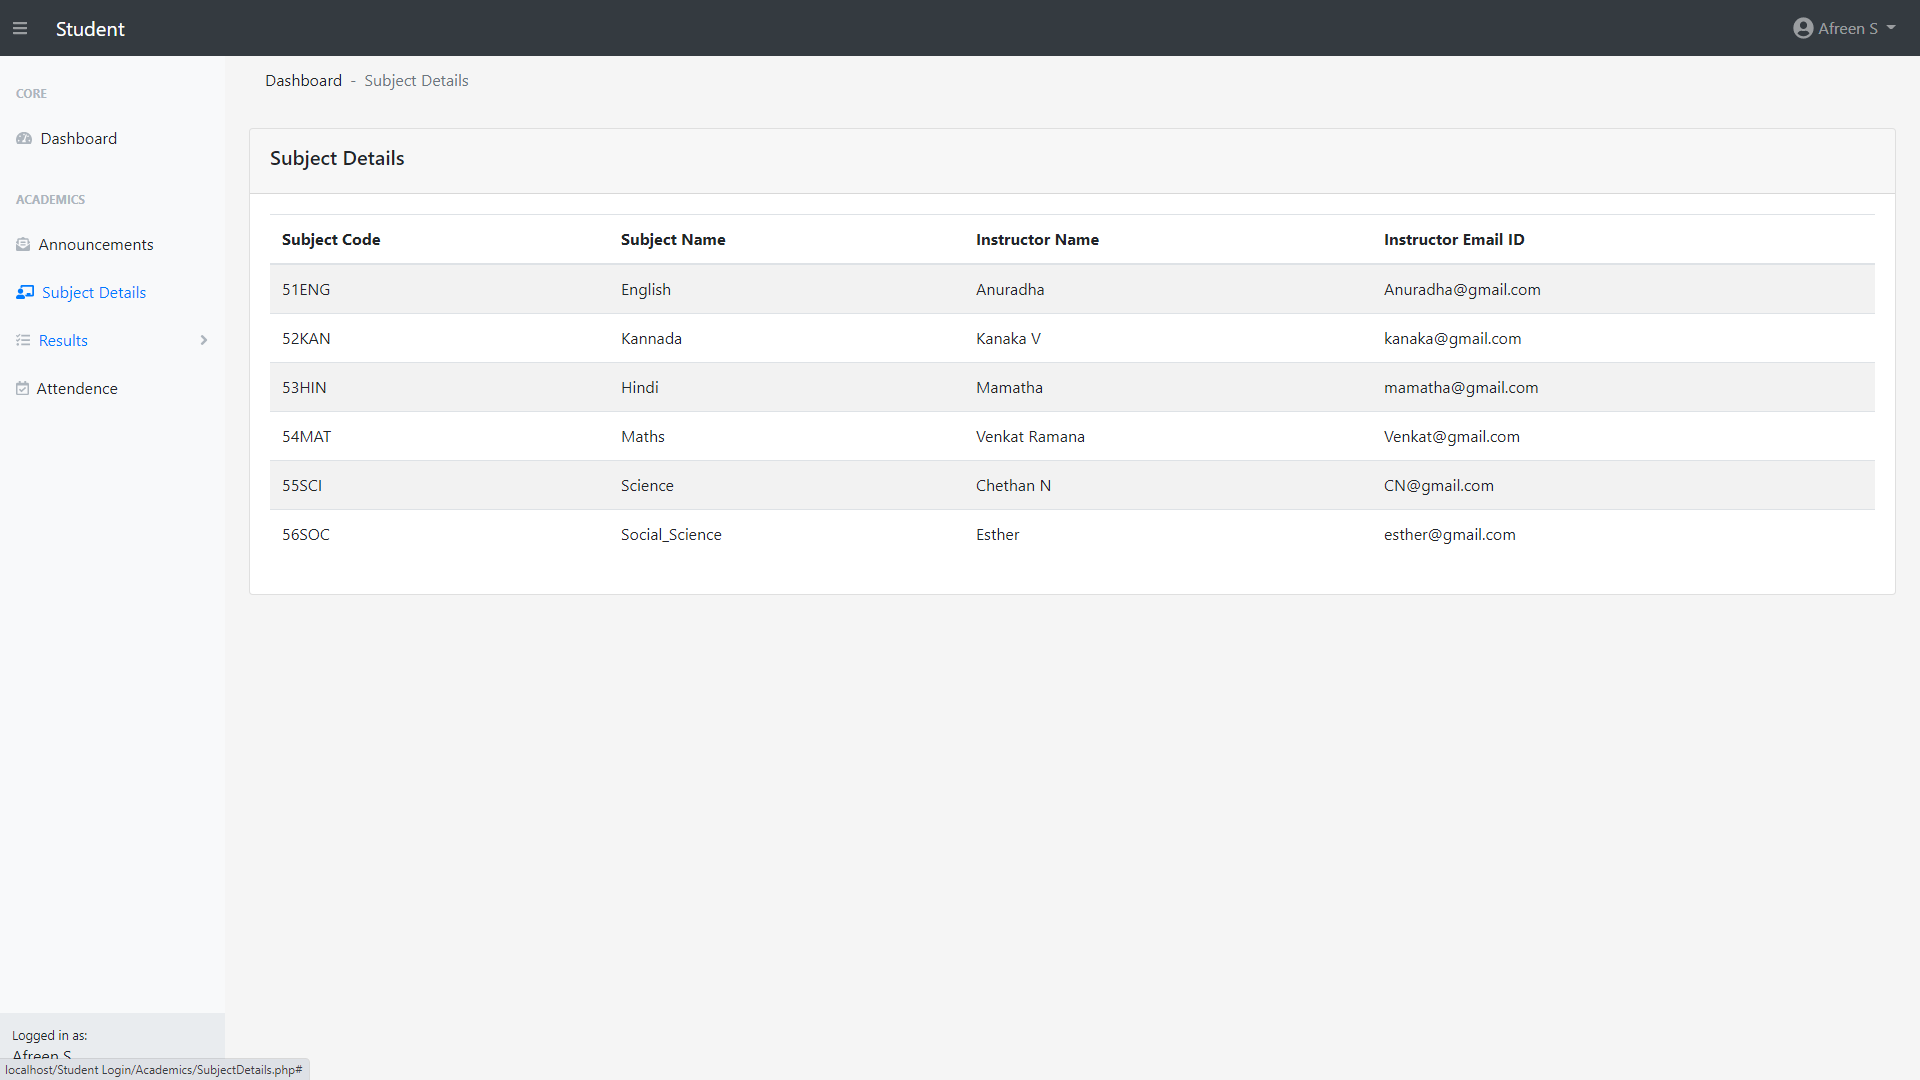 Student
Afreen S
Dashboard - Subject Details
CORE
Dashboard
ACADEMICS
Announcements
Subject Details
Results
Attendence
Subject Details
Subject Code Subject Name Instructor Name Instructor Email ID
51ENG English Anuradha Anuradha@gmail.com
52KAN Kannada Kanaka V kanaka@gmail.com
53HIN Hindi Mamatha mamatha@gmail.com
54MAT Maths Venkat Ramana Venkat@gmail.com
55SCI Science Chethan N CN@gmail.com
56SOC Social_Science Esther esther@gmail.com
Logged in as:
Afreen S
localhost/Student Login/Academics/SubjectDetails.php#